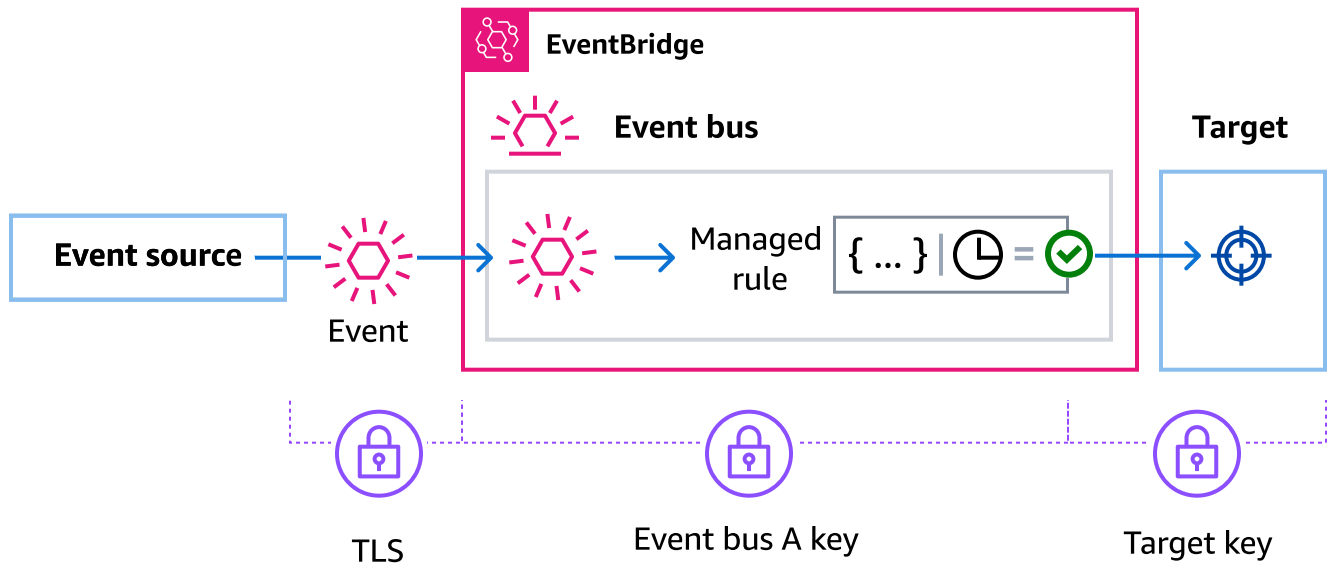 EventBridge
Event bus
Target
Event source
Event
Managed
rule
{ ... } | =
TLS
Event bus A key
Target key